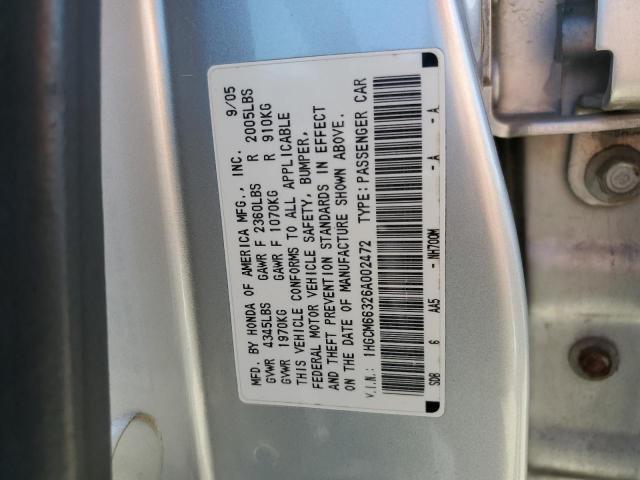 MFD. BY HONDA OF AMERICA MFG., INC. 9/05
GVWR 4345LBS GAWR F 2360LBS R 2005LBS
GVWR 1970KG GAWR F 1070KG R 910KG
THIS VEHICLE CONFORMS TO ALL APPLICABLE
FEDERAL MOTOR VEHICLE SAFETY, BUMPER,
AND THEFT PREVENTION STANDARDS IN EFFECT
ON THE DATE OF MANUFACTURE SHOWN ABOVE.
V.I.N.: 1HGCM66326A002472 TYPE: PASSENGER CAR
SDB 6 AA5 - NH700M - A - A